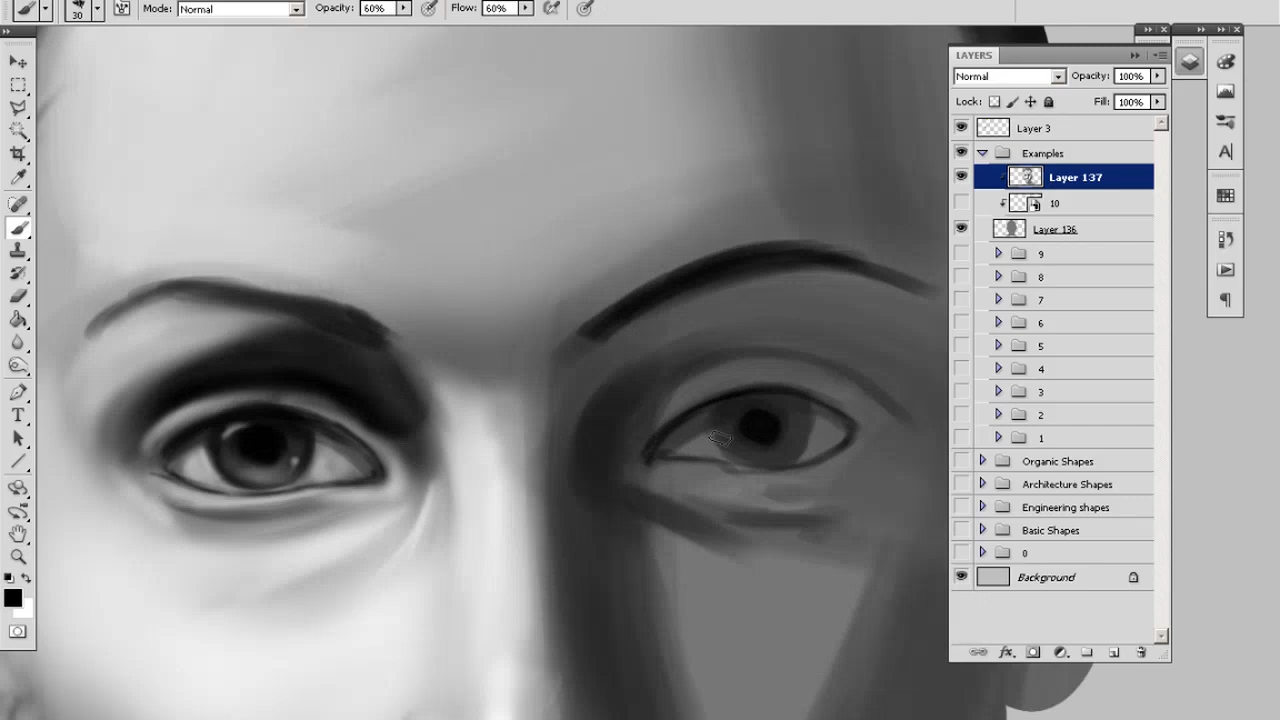 Mode: Normal Opacity: 60% Flow: 60%
30
LAYERS
Normal Opacity: 100%
Lock: Fill: 100%
Layer 3
Examples
Layer 137
10
Layer 136
9
8
7
6
5
4
3
2
1
Organic Shapes
Architecture Shapes
Engineering shapes
Basic Shapes
0
Background